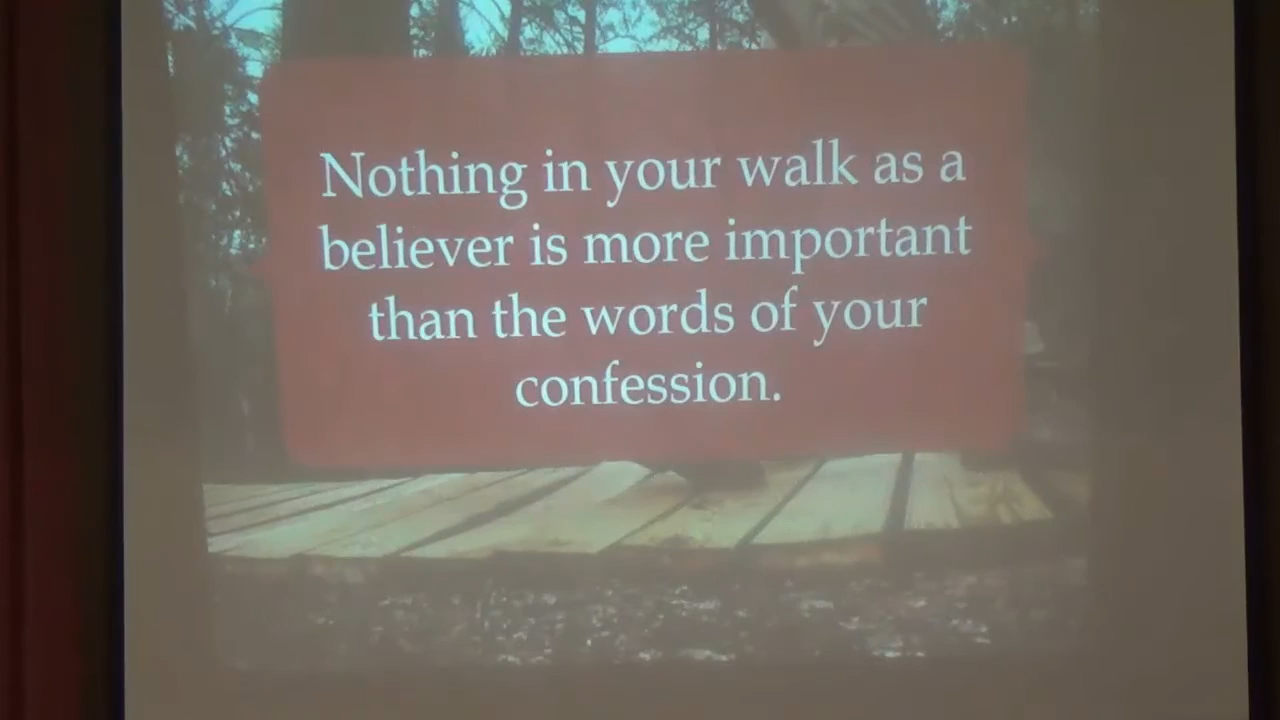 Nothing in your walk as a
believer is more important
than the words of your
confession.